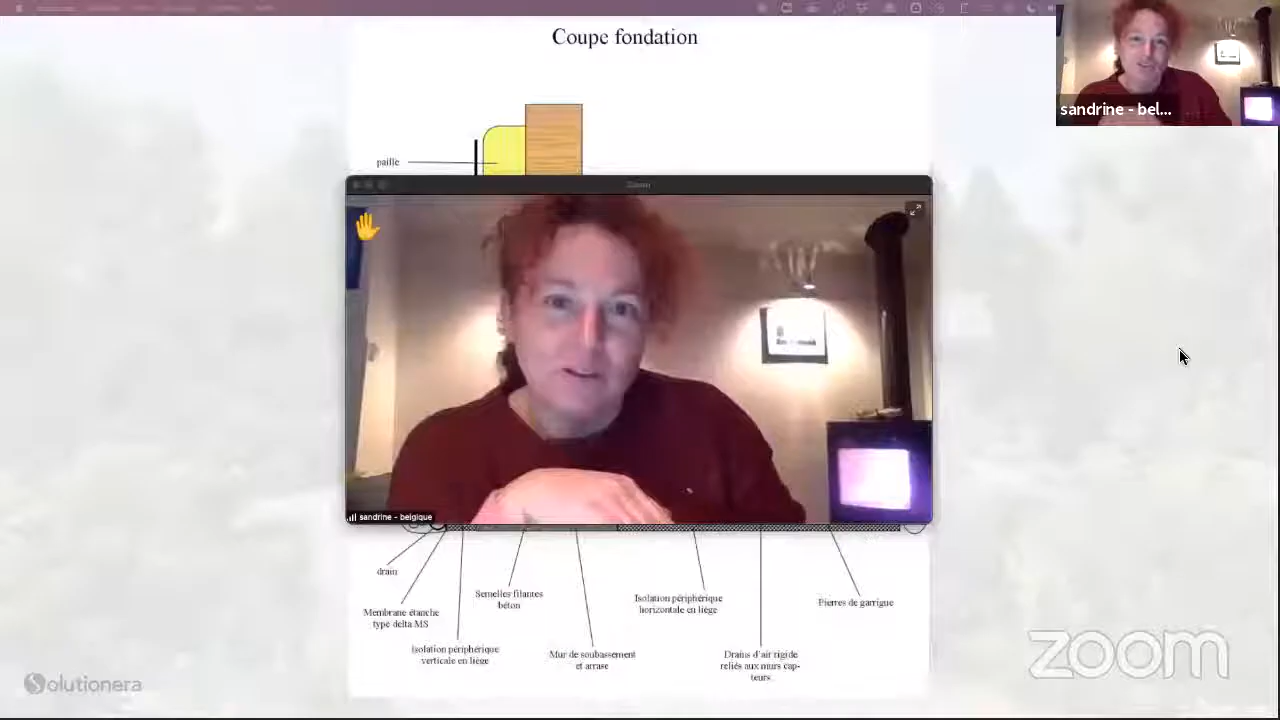 Coupe fondation
sandrine - bel...
paille
Zoom
sandrine - belgique
drain
Semelles filantes
béton
Isolation périphérique
horizontale en liège
Pierres de garrigue
Membrane étanche
type delta MS
Isolation périphérique
verticale en liège
Mur de soubassement
et arrase
Drains d'air rigide
reliés aux murs cap-
teurs
Solutionera
zoom